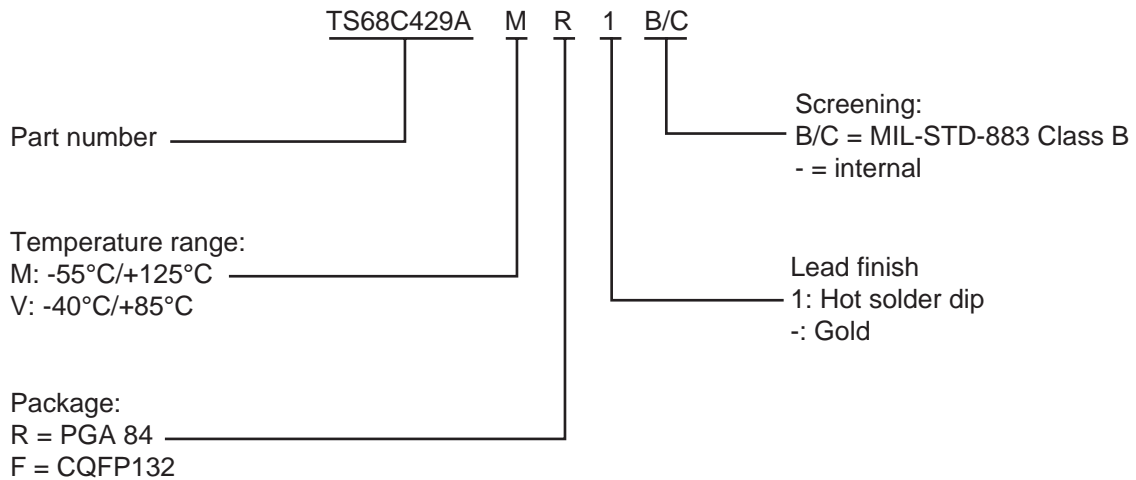 TS68C429A M R 1 B/C
Part number
Screening:
B/C = MIL-STD-883 Class B
- = internal
Temperature range:
M: -55°C/+125°C
V: -40°C/+85°C
Lead finish
1: Hot solder dip
-: Gold
Package:
R = PGA 84
F = CQFP132